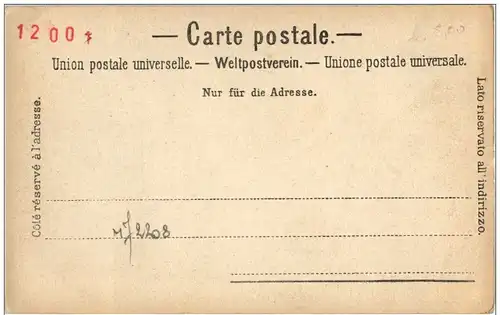 1200*
— Carte postale. —
Union postale universelle. — Weltpostverein. — Unione postale universale.
Nur für die Adresse.
Côté réservé à l'adresse.
Lato riservato all' indirizzo.
2208